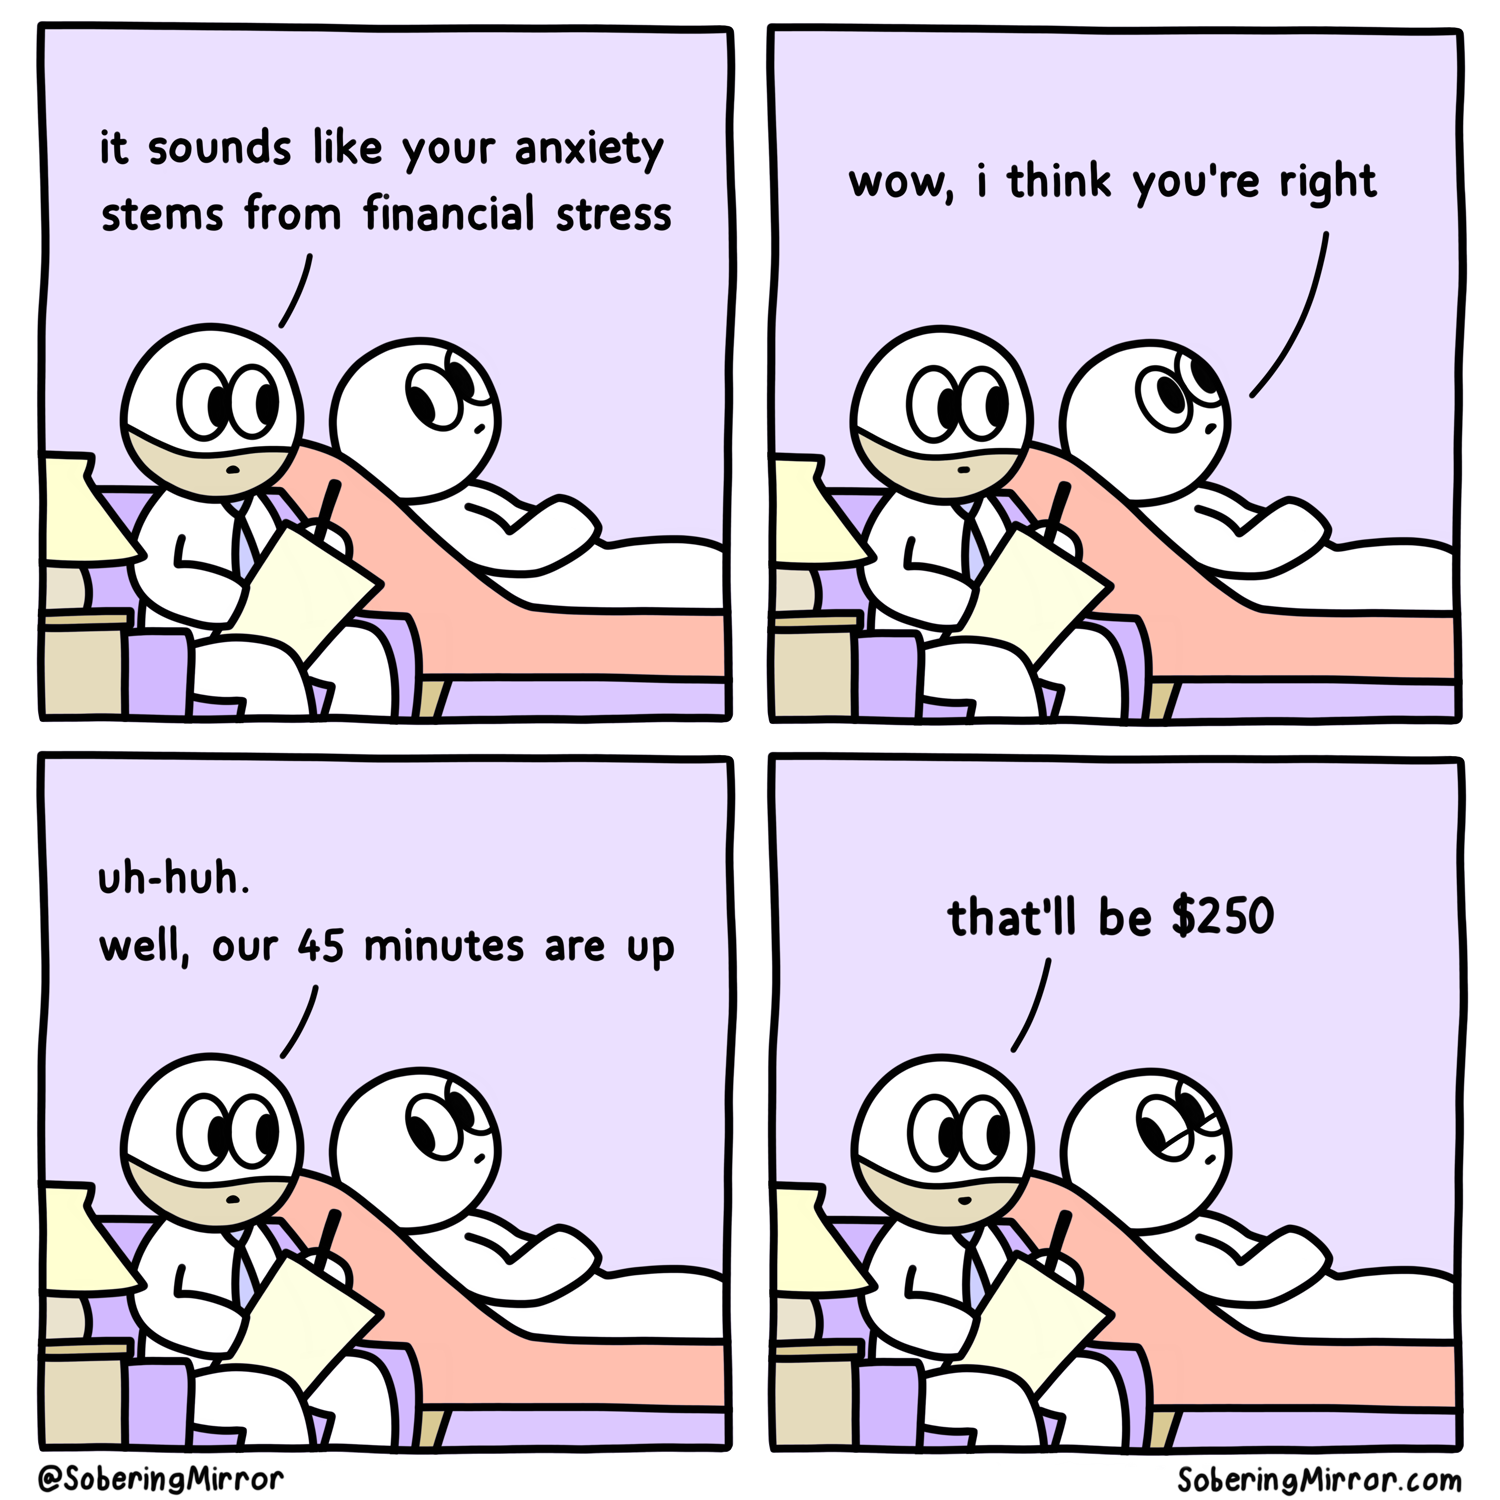 it sounds like your anxiety
stems from financial stress
wow, i think you're right
uh-huh.
well, our 45 minutes are up
that'll be $250
@SoberingMirror
SoberingMirror.com